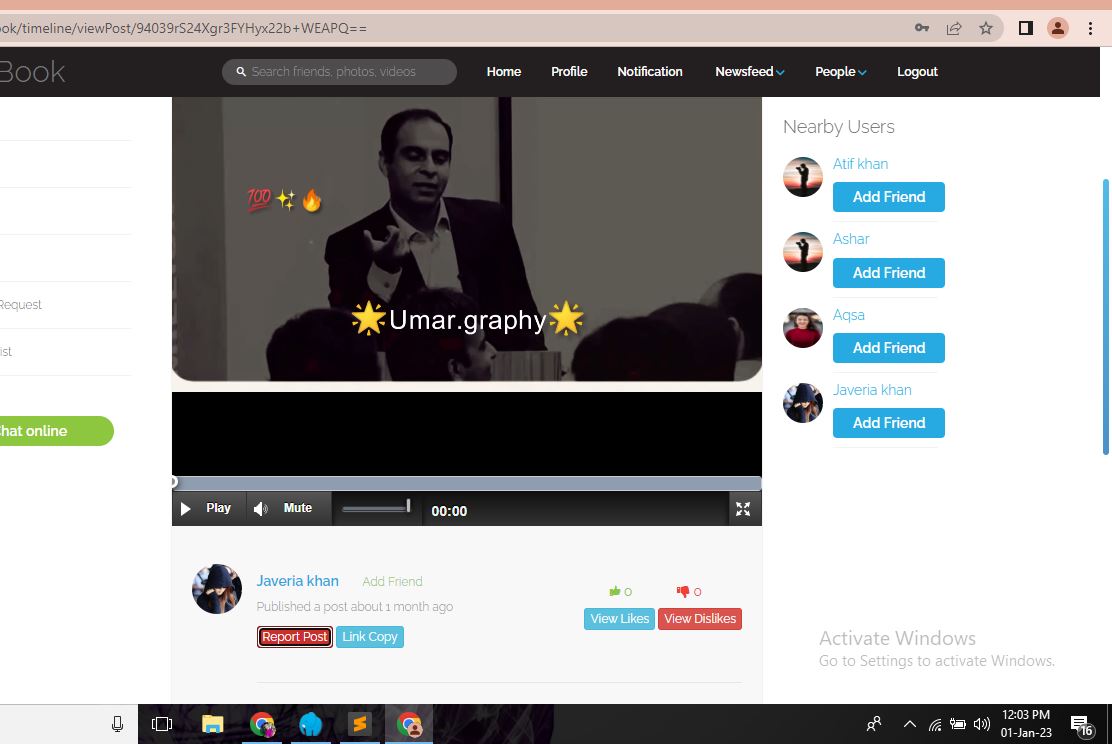 ok/timeline/viewPost/94039rS24Xgr3FYHyx22b+WEAPQ==
Book
Search friends, photos, videos
Home
Profile
Notification
Newsfeed
People
Logout
Request
ist
Chat online
💯✨🔥
🌟Umar.graphy🌟
Play
Mute
00:00
Javeria khan
Add Friend
Published a post about 1 month ago
Report Post
Link Copy
0
0
View Likes
View Dislikes
Nearby Users
Atif khan
Add Friend
Ashar
Add Friend
Aqsa
Add Friend
Javeria khan
Add Friend
Activate Windows
Go to Settings to activate Windows.
12:03 PM
01-Jan-23
16